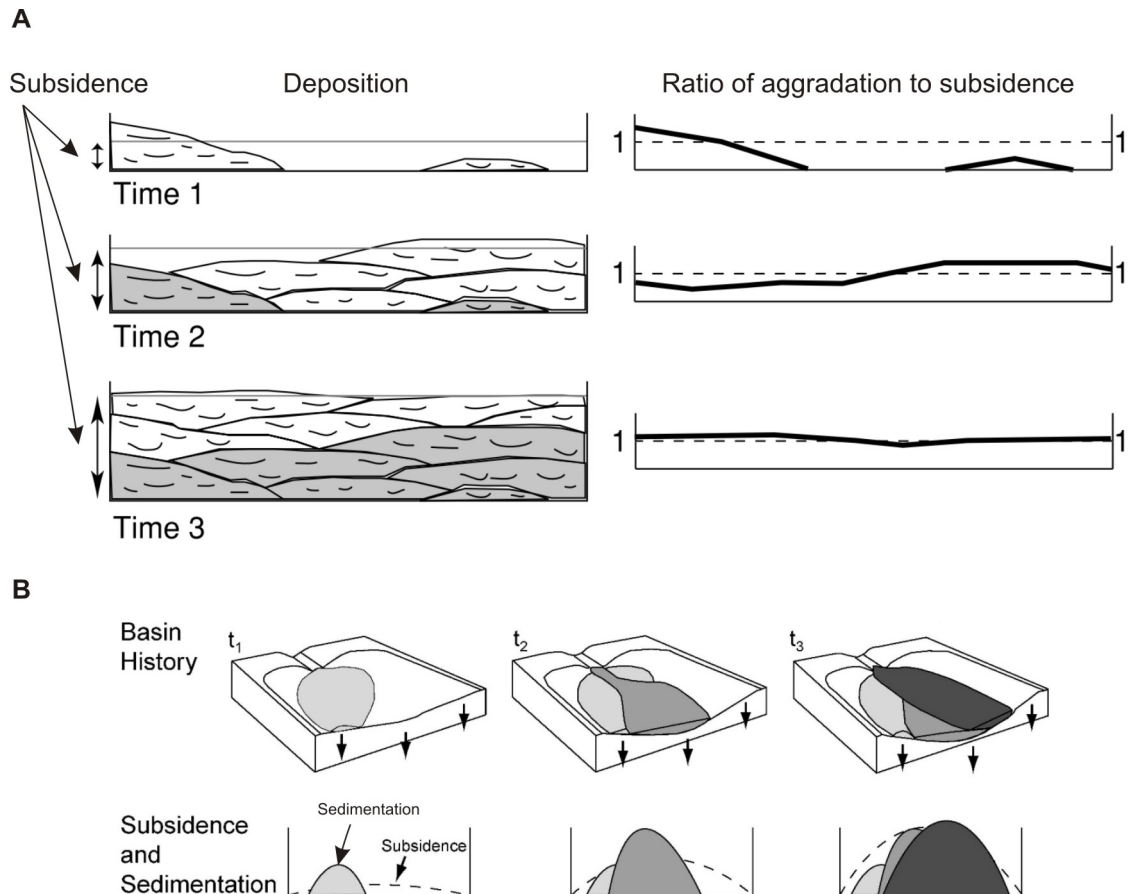 A
Subsidence Deposition Ratio of aggradation to subsidence
1 1
Time 1
1 1
Time 2
1 1
Time 3
B
Basin
History
t1 t2 t3
Subsidence
and
Sedimentation
Sedimentation
Subsidence